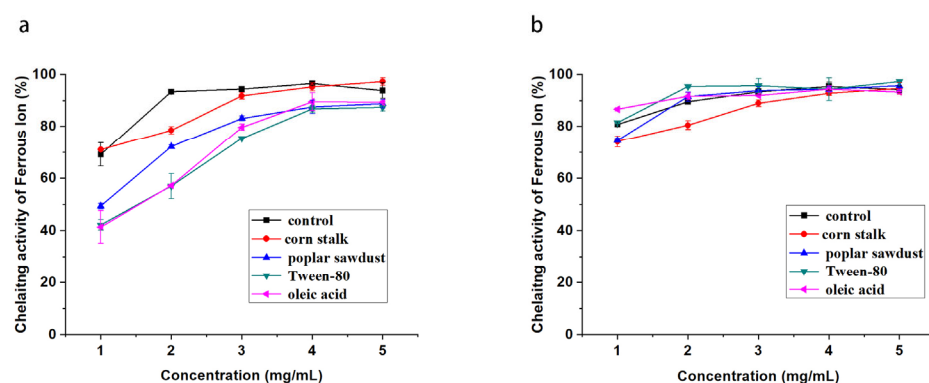 a
100
80
60
40
20
0
Chelaitng activity of Ferrous Ion (%)
control
corn stalk
poplar sawdust
Tween-80
oleic acid
1 2 3 4 5
Concentration (mg/mL)
b
100
80
60
40
20
0
Chelaitng activity of Ferrous Ion (%)
control
corn stalk
poplar sawdust
Tween-80
oleic acid
1 2 3 4 5
Concentration (mg/mL)